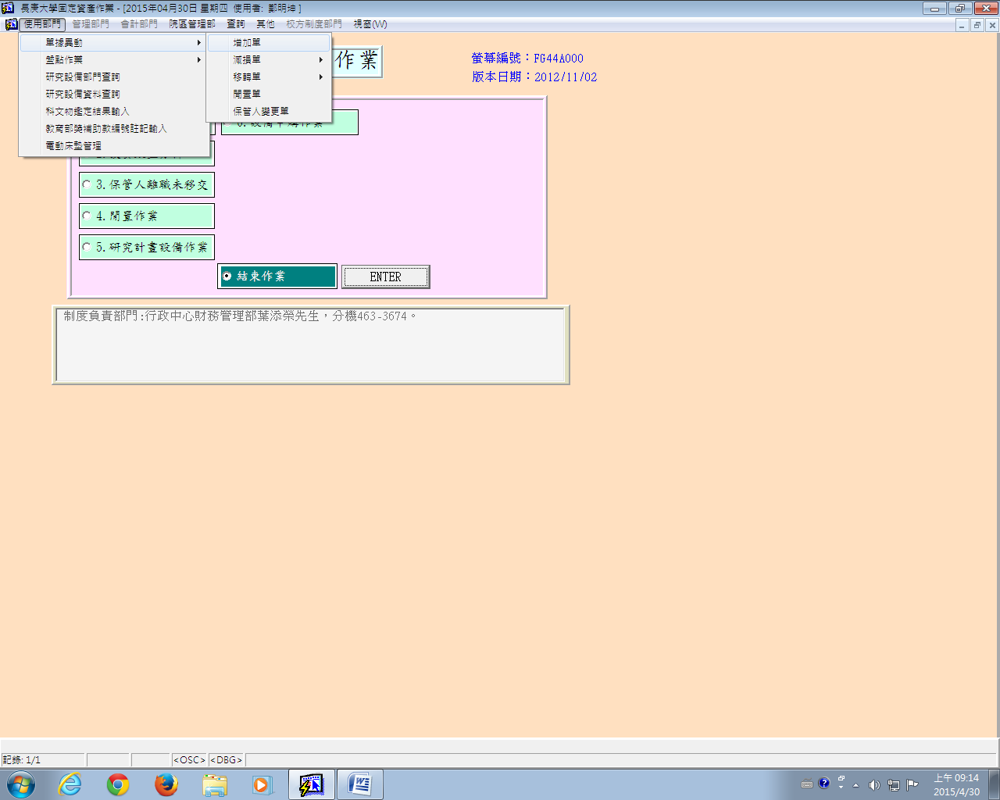 長庚大學固定資產作業 - [2015年04月30日 星期四 使用者: 鄭明坤 ]
使用部門 管理部門 會計部門 院區管理部 查詢 其他 校方制度部門 視窗(W)
單據異動
盤點作業
研究設備部門查詢
研究設備資料查詢
科文物鑑定結果輸入
教育部獎補助款編號註記輸入
電動床墊管理
增加單
減損單
移轉單
閒置單
保管人變更單
作業
螢幕編號：FG44A000
版本日期：2012/11/02
3.保管人離職未移交
4.閒置作業
5.研究計畫設備作業
結束作業
ENTER
制度負責部門:行政中心財務管理部葉添榮先生，分機463-3674。
記錄: 1/1
<OSC>
<DBG>
上午 09:14
2015/4/30